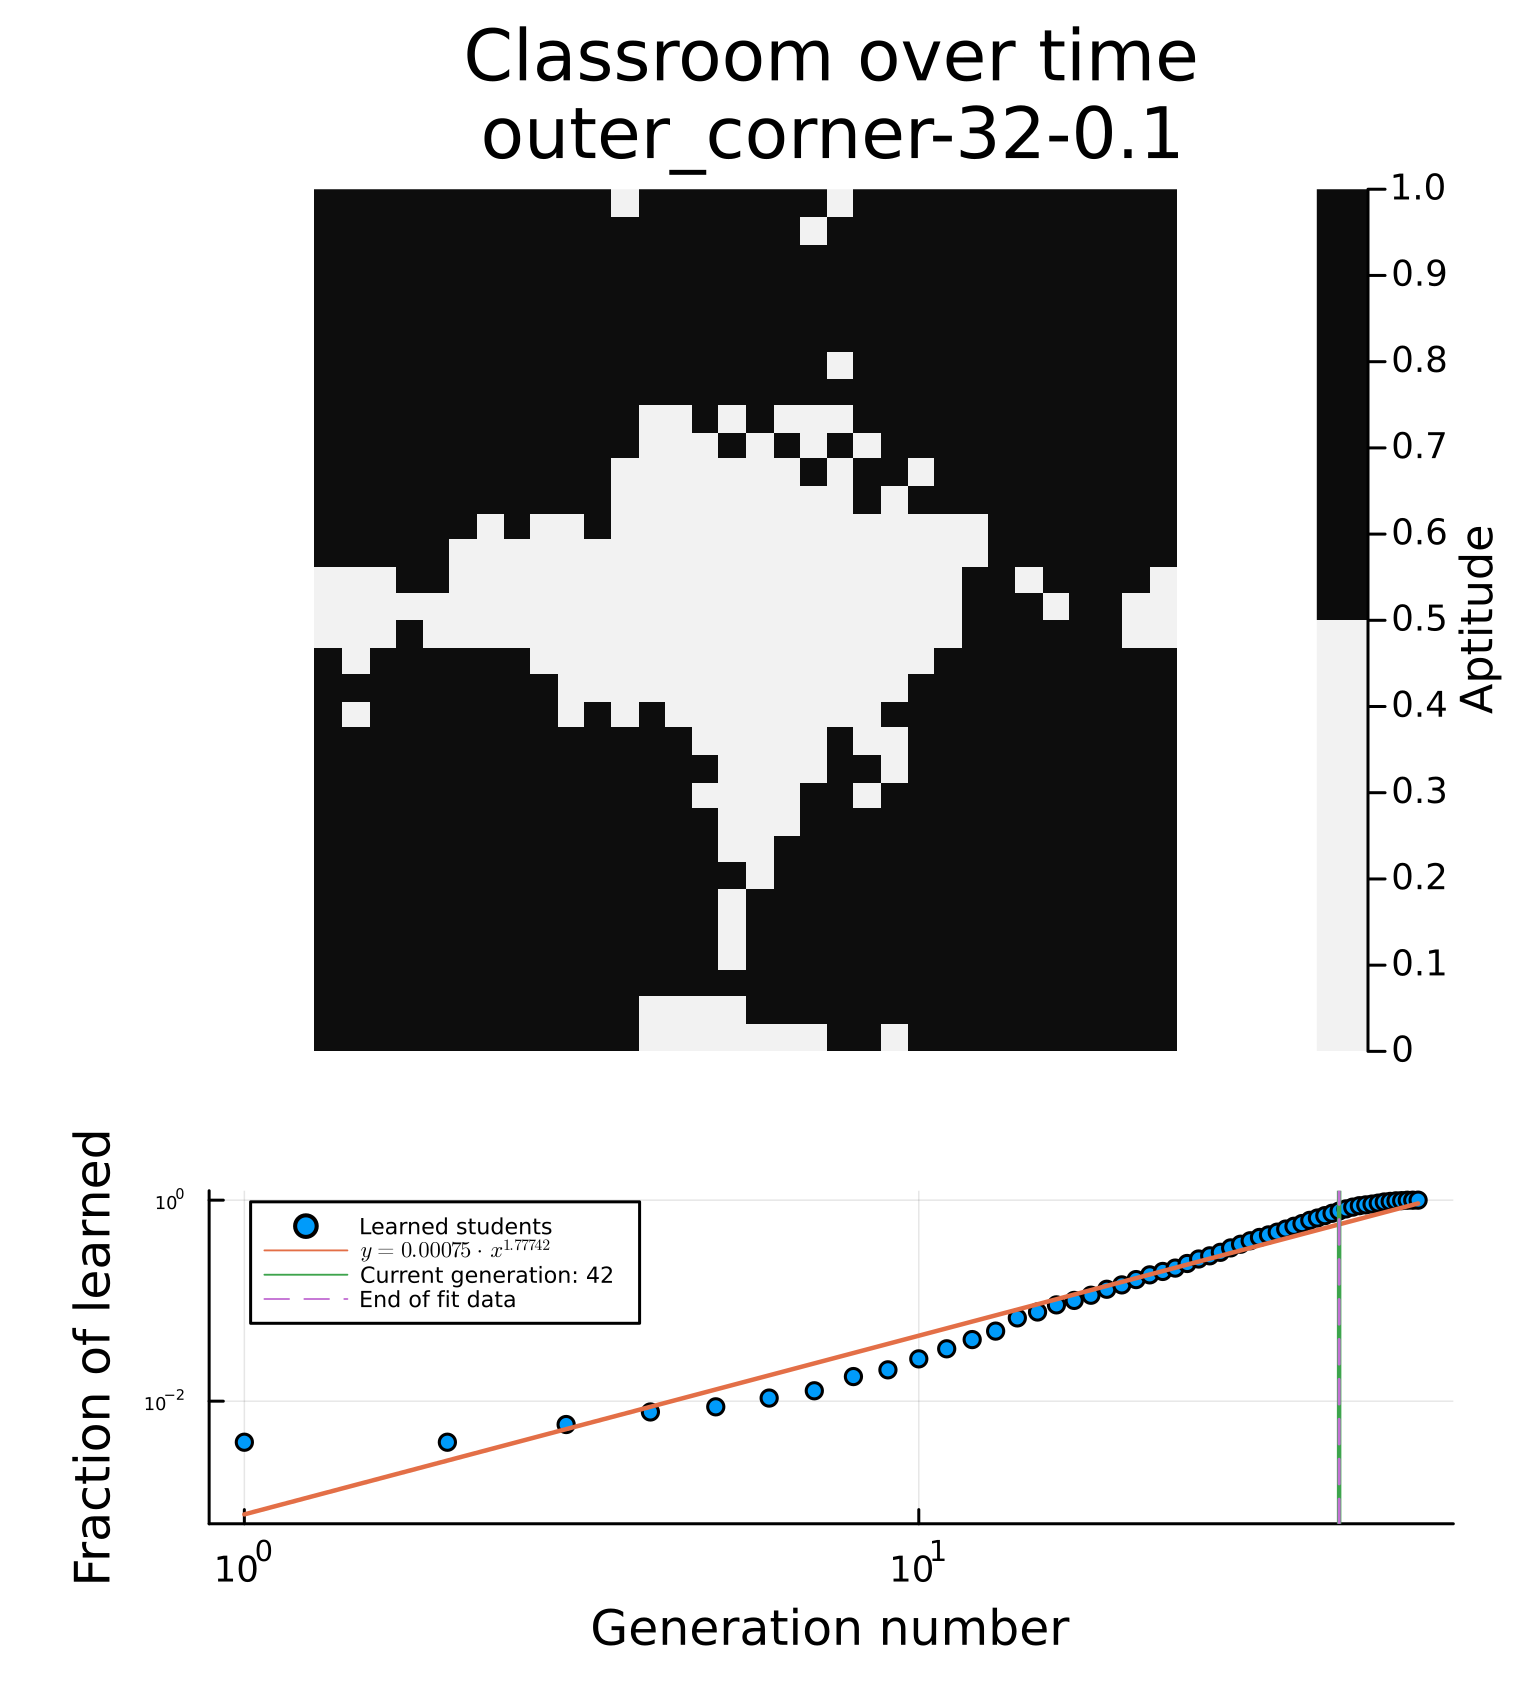 Classroom over time
outer_corner-32-0.1
1.0
0.9
0.8
0.7
0.6
0.5
0.4
0.3
0.2
0.1
0
Aptitude
Fraction of learned
10^0
10^-2
Learned students
y = 0.00075 · x^1.77742
Current generation: 42
End of fit data
10^0
10^1
Generation number